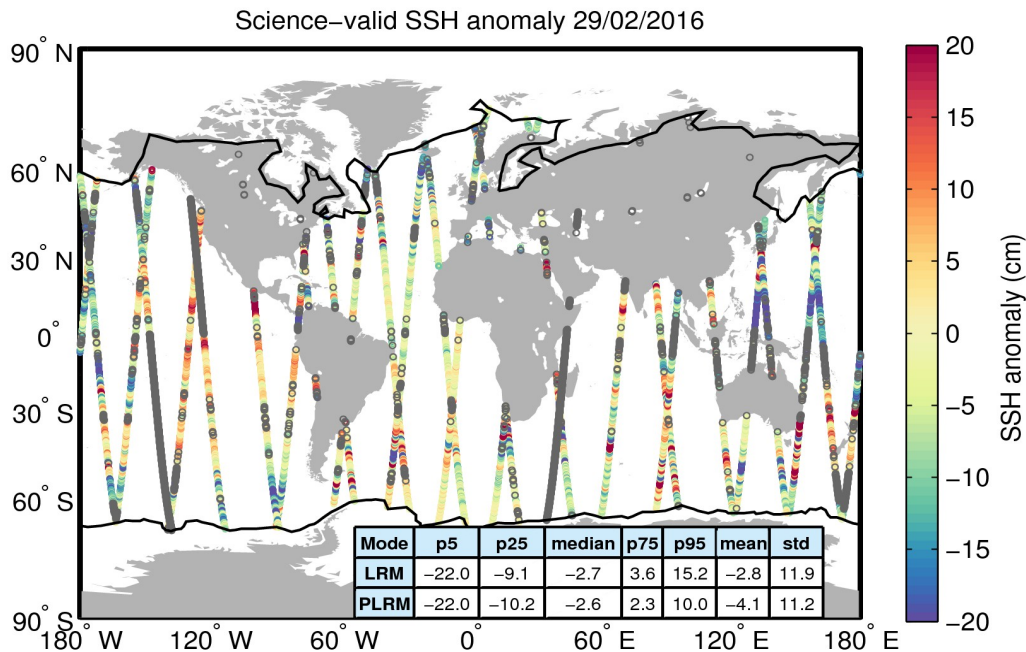 Science−valid SSH anomaly 29/02/2016
90° N
60° N
30° N
0°
30° S
60° S
90° S
180° W
120° W
60° W
0°
60° E
120° E
180° E
Mode p5 p25 median p75 p95 mean std
LRM −22.0 −9.1 −2.7 3.6 15.2 −2.8 11.9
PLRM −22.0 −10.2 −2.6 2.3 10.0 −4.1 11.2
20
15
10
5
0
−5
−10
−15
−20
SSH anomaly (cm)